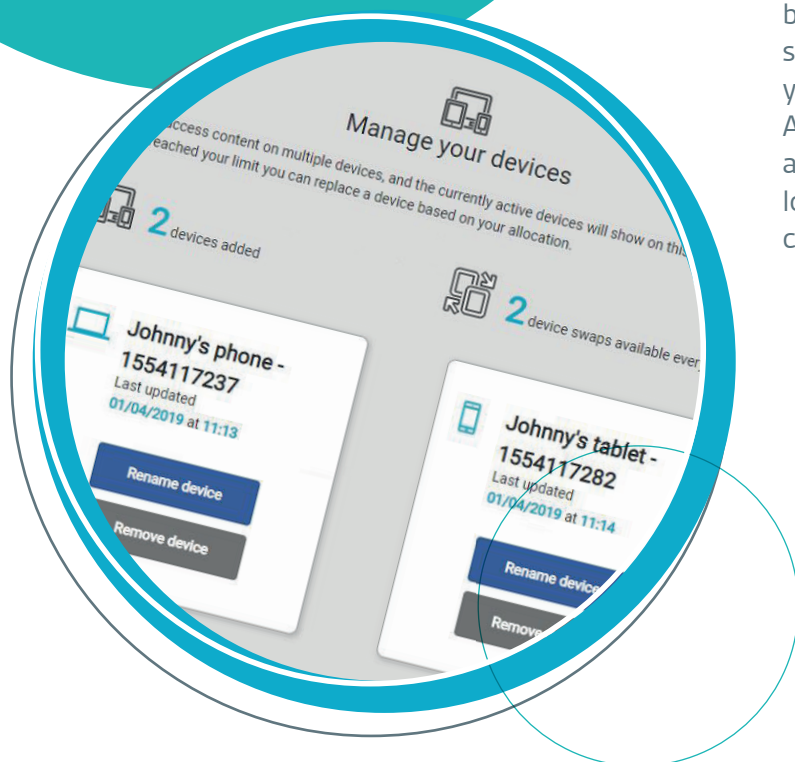 Manage your devices
access content on multiple devices, and the currently active devices will show on this
reached your limit you can replace a device based on your allocation.
2 devices added
2 device swaps available every
Johnny's phone -
1554117237
Last updated
01/04/2019 at 11:13
Rename device
Remove device
Johnny's tablet -
1554117282
Last updated
01/04/2019 at 11:14
Rename device
Remove